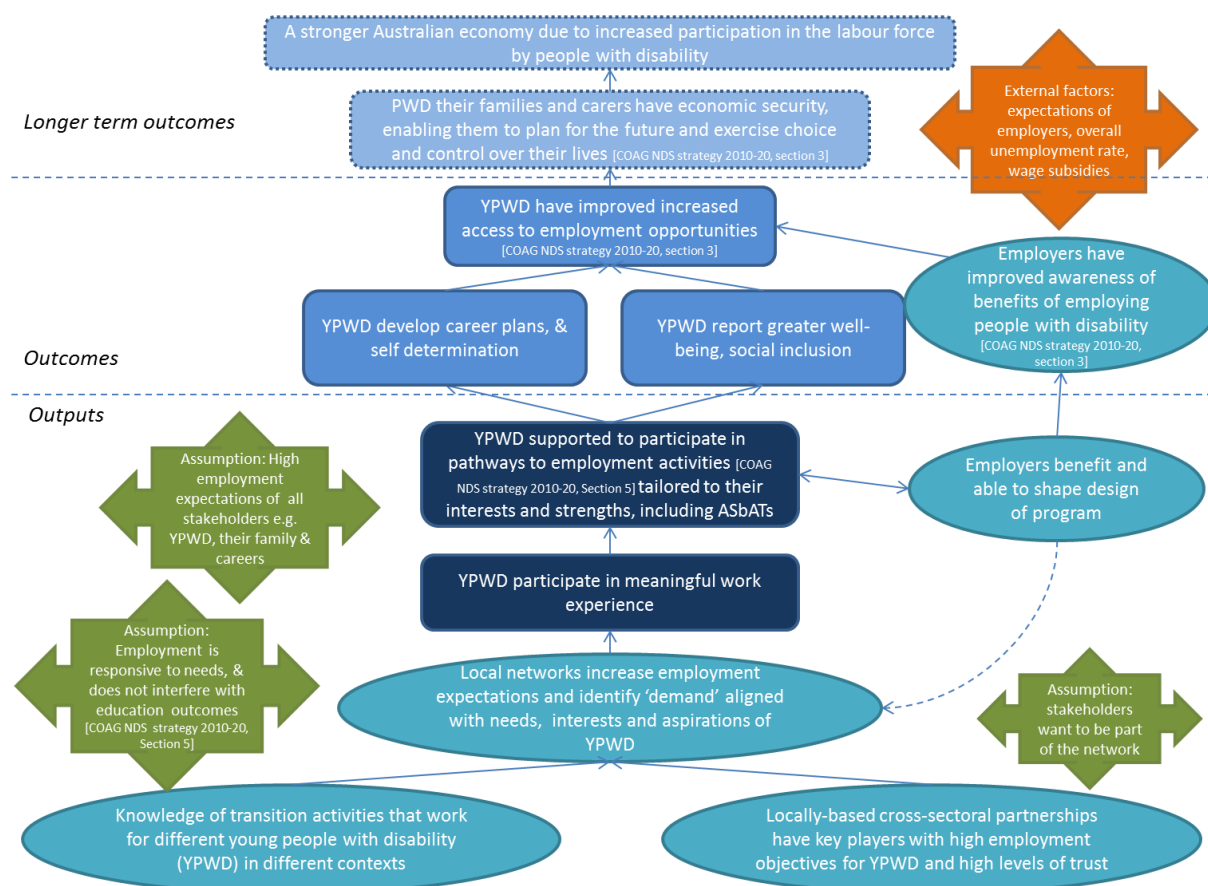 A stronger Australian economy due to increased participation in the labour force
by people with disability
Longer term outcomes
PWD their families and carers have economic security,
enabling them to plan for the future and exercise choice
and control over their lives [COAG NDS strategy 2010-20, section 3]
External factors:
expectations of
employers, overall
unemployment rate,
wage subsidies
YPWD have improved increased
access to employment opportunities
[COAG NDS strategy 2010-20, section 3]
Employers have
improved awareness of
benefits of employing
people with disability
[COAG NDS strategy 2010-20,
section 3]
YPWD develop career plans, &
self determination
YPWD report greater well-
being, social inclusion
Outcomes
Outputs
Assumption: High
employment
expectations of all
stakeholders e.g.
YPWD, their family &
careers
YPWD supported to participate in
pathways to employment activities [COAG
NDS strategy 2010-20, Section 5] tailored to their
interests and strengths, including ASbATs
Employers benefit and
able to shape design
of program
YPWD participate in meaningful work
experience
Assumption:
Employment is
responsive to needs, &
does not interfere with
education outcomes
[COAG NDS strategy 2010-20,
Section 5]
Local networks increase employment
expectations and identify ‘demand’ aligned
with needs, interests and aspirations of
YPWD
Assumption:
stakeholders
want to be part
of the network
Knowledge of transition activities that work
for different young people with disability
(YPWD) in different contexts
Locally-based cross-sectoral partnerships
have key players with high employment
objectives for YPWD and high levels of trust